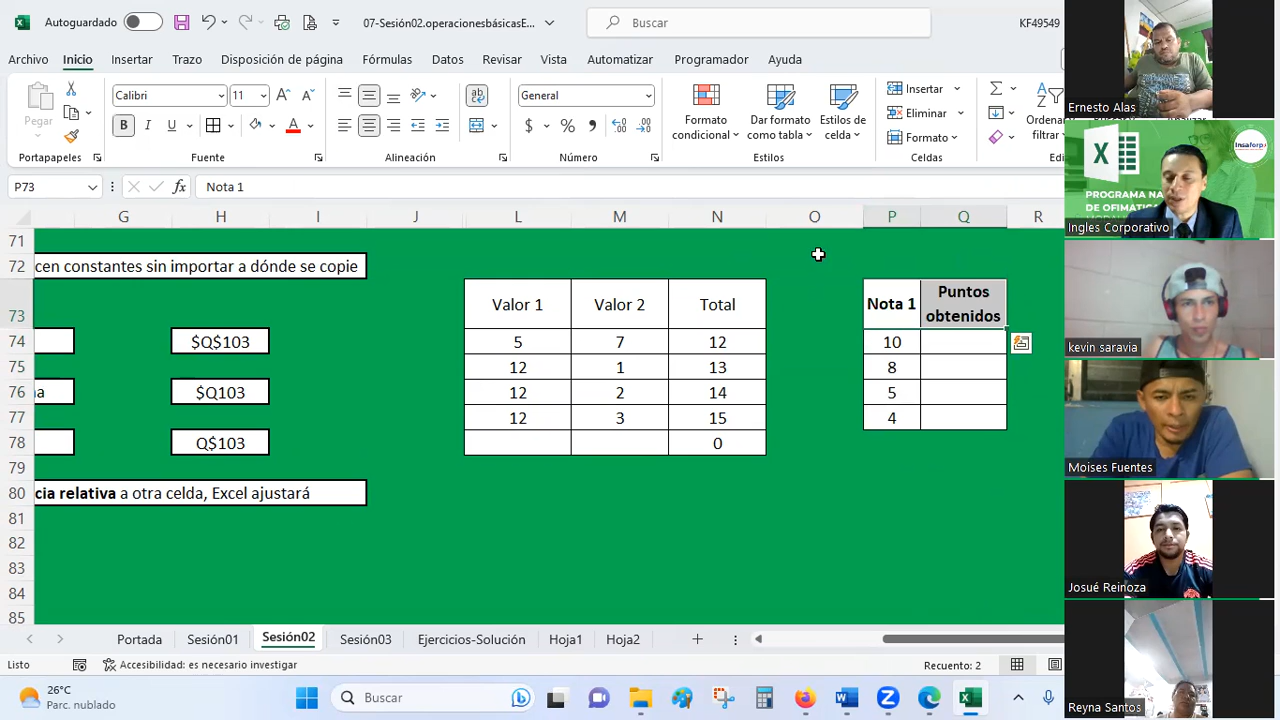 Autoguardado
07-Sesión02.operacionesbásicasE...
Buscar
KF49549
Archivo
Inicio
Insertar
Trazo
Disposición de página
Fórmulas
Datos
Revisar
Vista
Automatizar
Programador
Ayuda
Pegar
Calibri
11
N K S
General
Formato condicional
Dar formato como tabla
Estilos de celda
Insertar
Eliminar
Formato
Portapapeles
Fuente
Alineación
Número
Estilos
Celdas
P73
Nota 1
G H I J L M N O P Q R
71
72 cen constantes sin importar a dónde se copie
73 Valor 1 Valor 2 Total Nota 1 Puntos obtenidos
74 $Q$103 5 7 12 10
75 12 1 13 8
76 a $Q103 12 2 14 5
77 12 3 15 4
78 Q$103 0
79
80 cia relativa a otra celda, Excel ajustará
81
82
83
84
85
Portada
Sesión01
Sesión02
Sesión03
Ejercicios-Solución
Hoja1
Hoja2
Listo
Accesibilidad: es necesario investigar
Recuento: 2
26°C
Parc. nublado
Buscar
Ernesto Alas
Insaforp
PROGRAMA NA
DE OFIMATICA
Ingles Corporativo
kevin saravia
Moises Fuentes
Josué Reinoza
Reyna Santos